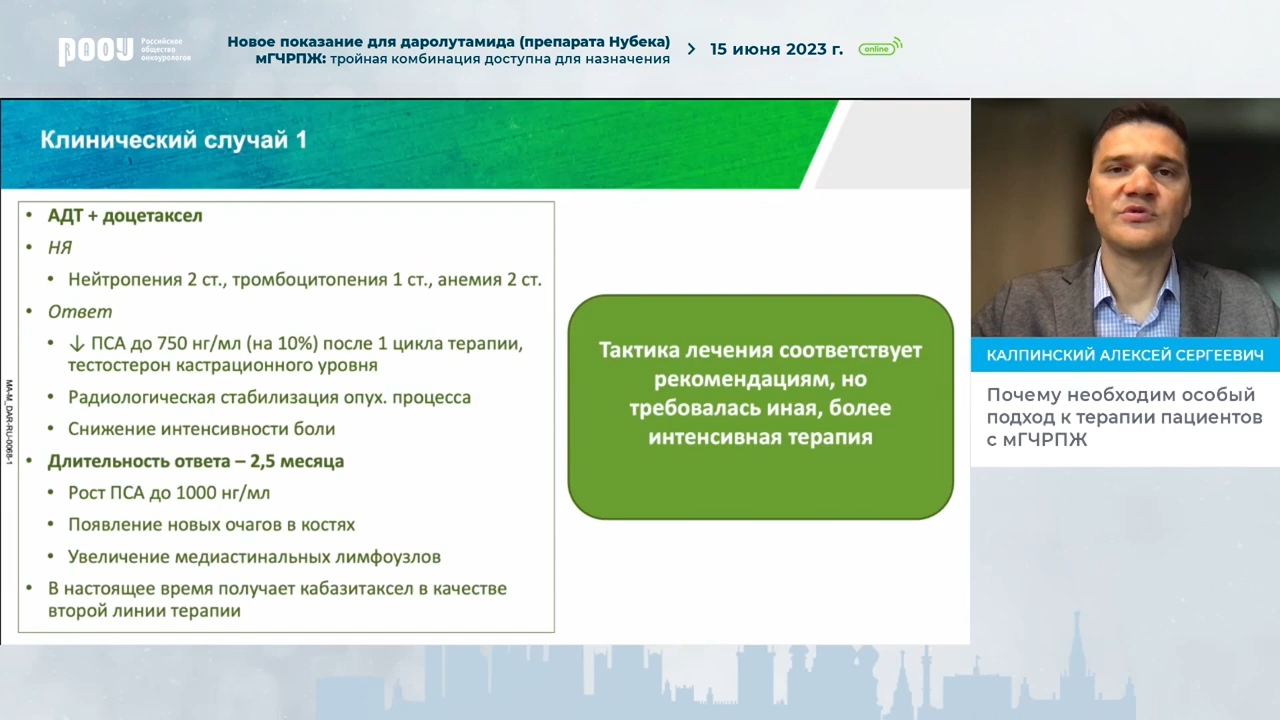 РООУ
Российское
общество
онкоурологов
Новое показание для даролутамида (препарата Нубека)
мГЧРПЖ: тройная комбинация доступна для назначения
15 июня 2023 г.
online
Клинический случай 1
• АДТ + доцетаксел
• НЯ
• Нейтропения 2 ст., тромбоцитопения 1 ст., анемия 2 ст.
• Ответ
• ↓ ПСА до 750 нг/мл (на 10%) после 1 цикла терапии,
тестостерон кастрационного уровня
• Радиологическая стабилизация опух. процесса
• Снижение интенсивности боли
• Длительность ответа – 2,5 месяца
• Рост ПСА до 1000 нг/мл
• Появление новых очагов в костях
• Увеличение медиастинальных лимфоузлов
• В настоящее время получает кабазитаксел в качестве
второй линии терапии
MA-M_DAR-RU-0068-1
Тактика лечения соответствует
рекомендациям, но
требовалась иная, более
интенсивная терапия
КАЛПИНСКИЙ АЛЕКСЕЙ СЕРГЕЕВИЧ
Почему необходим особый
подход к терапии пациентов
с мГЧРПЖ